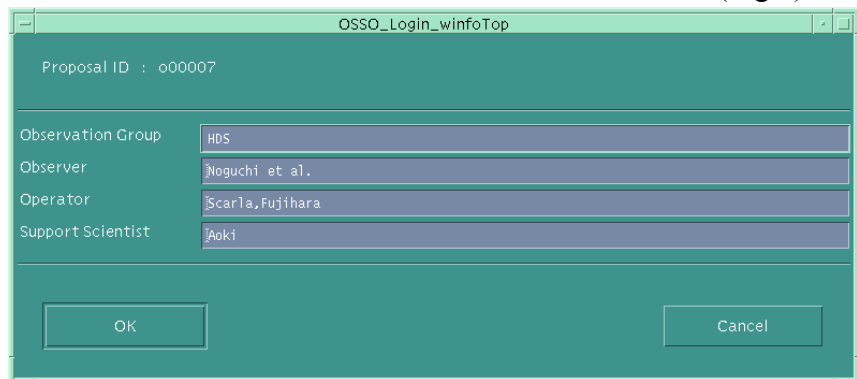 OSSO_Login_winfoTop
Proposal ID : o00007
Observation Group HDS
Observer Noguchi et al.
Operator Scarla,Fujihara
Support Scientist Aoki
OK Cancel